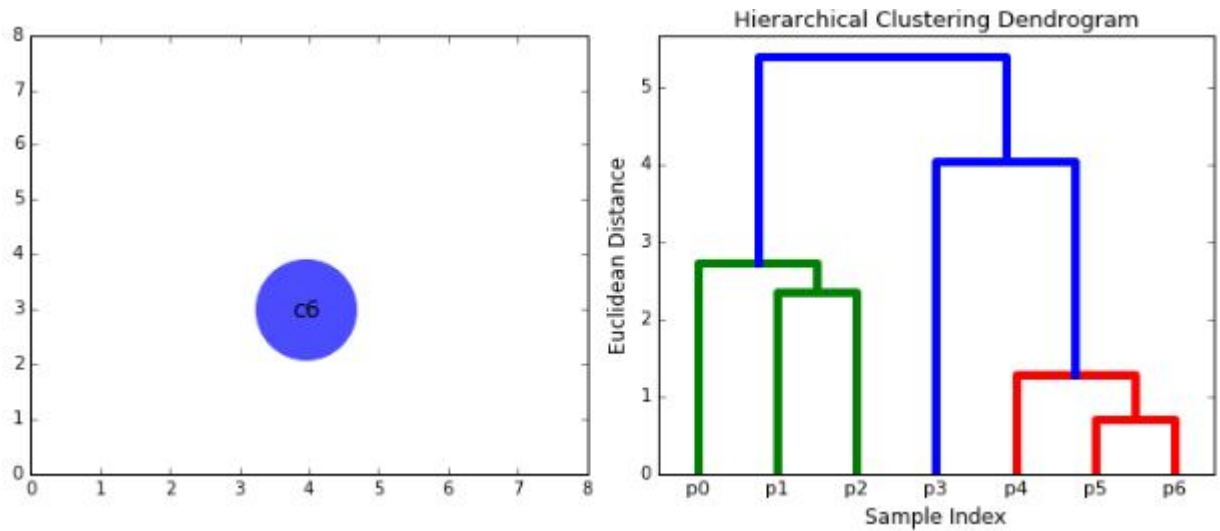 Hierarchical Clustering Dendrogram
8
7
6
5
4
3
2
1
0
c6
0 1 2 3 4 5 6 7 8
Euclidean Distance
5
4
3
2
1
0
p0 p1 p2 p3 p4 p5 p6
Sample Index